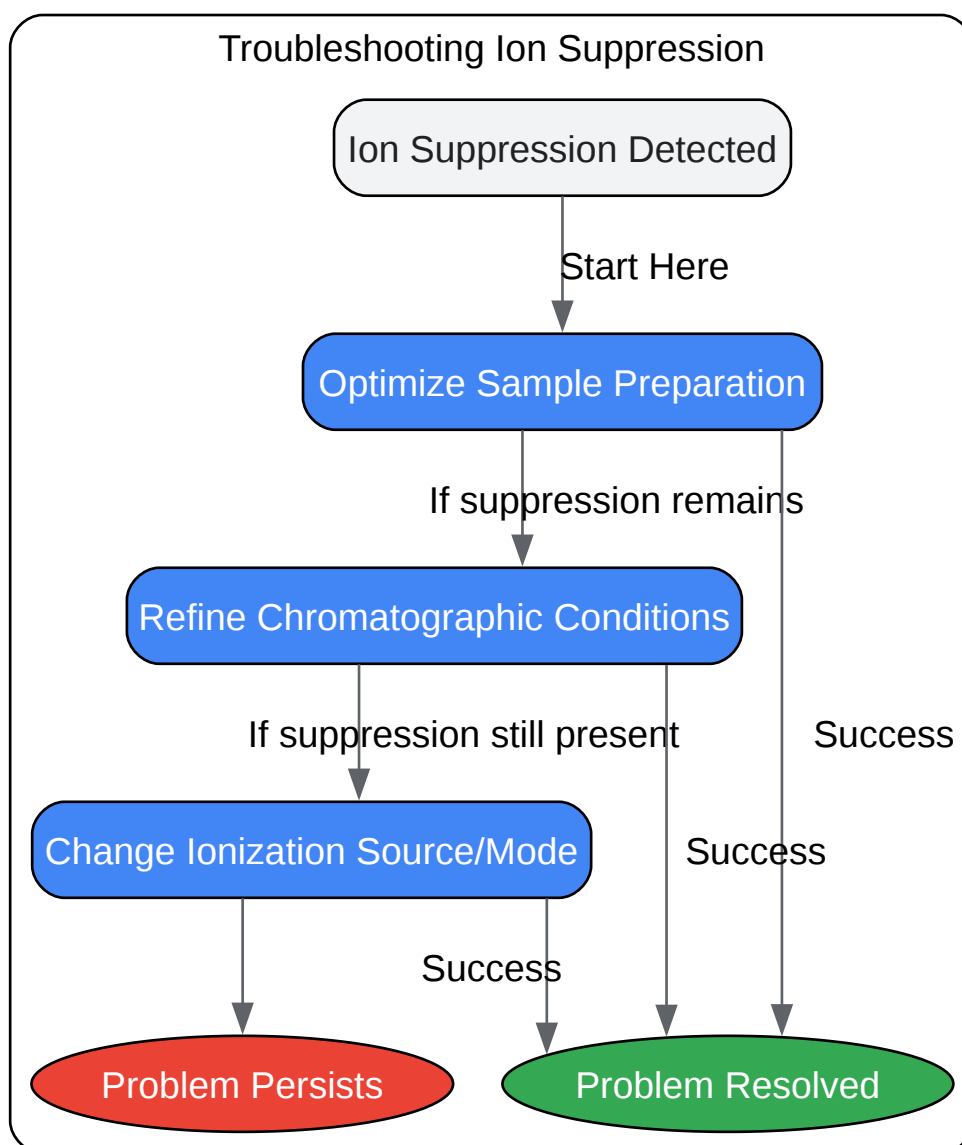 Troubleshooting Ion Suppression
Ion Suppression Detected
Start Here
Optimize Sample Preparation
If suppression remains
Refine Chromatographic Conditions
If suppression still present
Success
Change Ionization Source/Mode
Success
Success
Problem Persists
Problem Resolved